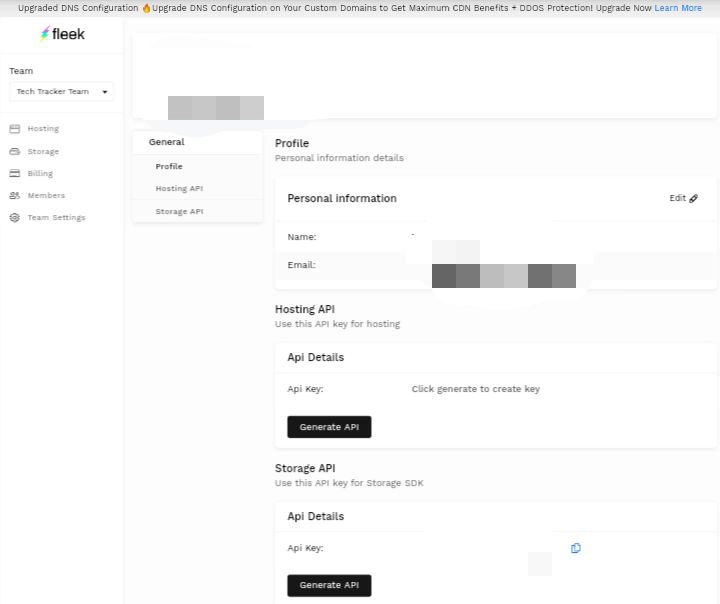 Upgraded DNS Configuration 🔥Upgrade DNS Configuration on Your Custom Domains to Get Maximum CDN Benefits + DDOS Protection! Upgrade Now Learn More
fleek
Team
Tech Tracker Team
Hosting
Storage
Billing
Members
Team Settings
General
Profile
Hosting API
Storage API
Profile
Personal information details
Personal information
Edit
Name:
-
Email:
Hosting API
Use this API key for hosting
Api Details
Api Key:
Click generate to create key
Generate API
Storage API
Use this API key for Storage SDK
Api Details
Api Key:
Generate API